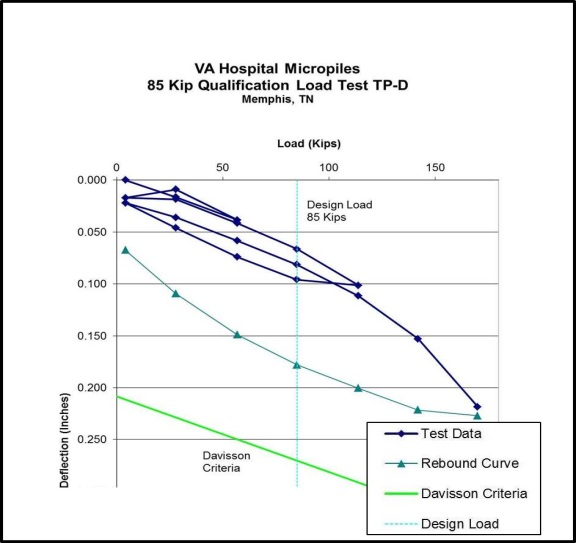 VA Hospital Micropiles
85 Kip Qualification Load Test TP-D
Memphis, TN
Load (Kips)
0 50 100 150
0.000
0.050
0.100
0.150
0.200
0.250
Deflection (Inches)
Design Load
85 Kips
Davisson
Criteria
Test Data
Rebound Curve
Davisson Criteria
Design Load